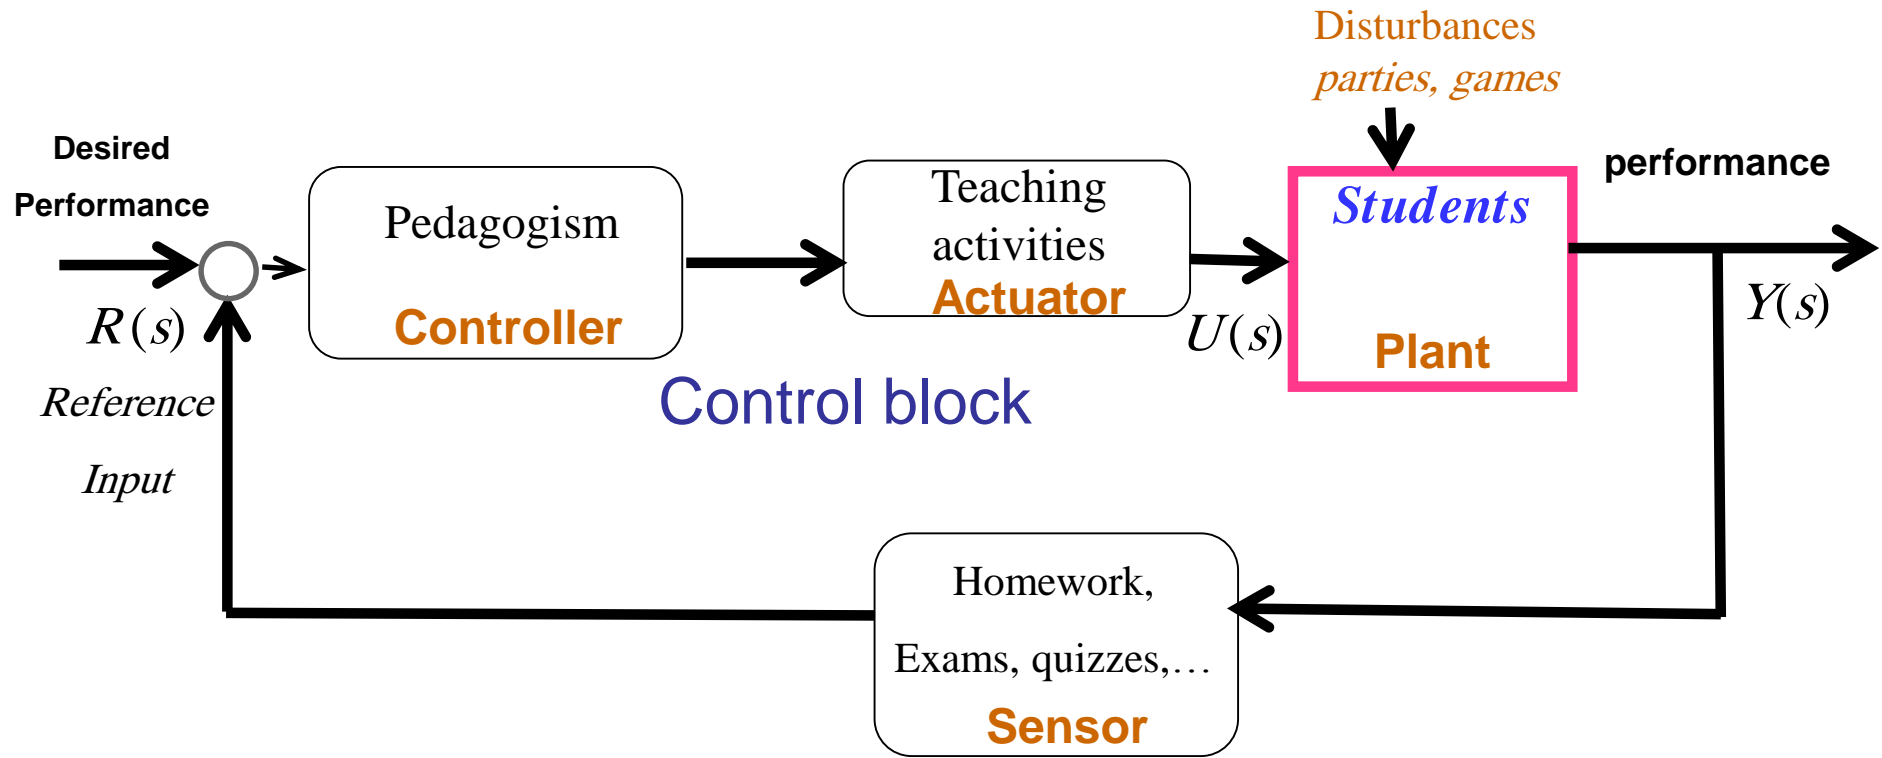 Disturbances
parties, games
Desired
Performance
R(s)
Reference
Input
Pedagogism
Controller
Teaching
activities
Actuator
U(s)
Students
Plant
performance
Y(s)
Control block
Homework,
Exams, quizzes,…
Sensor